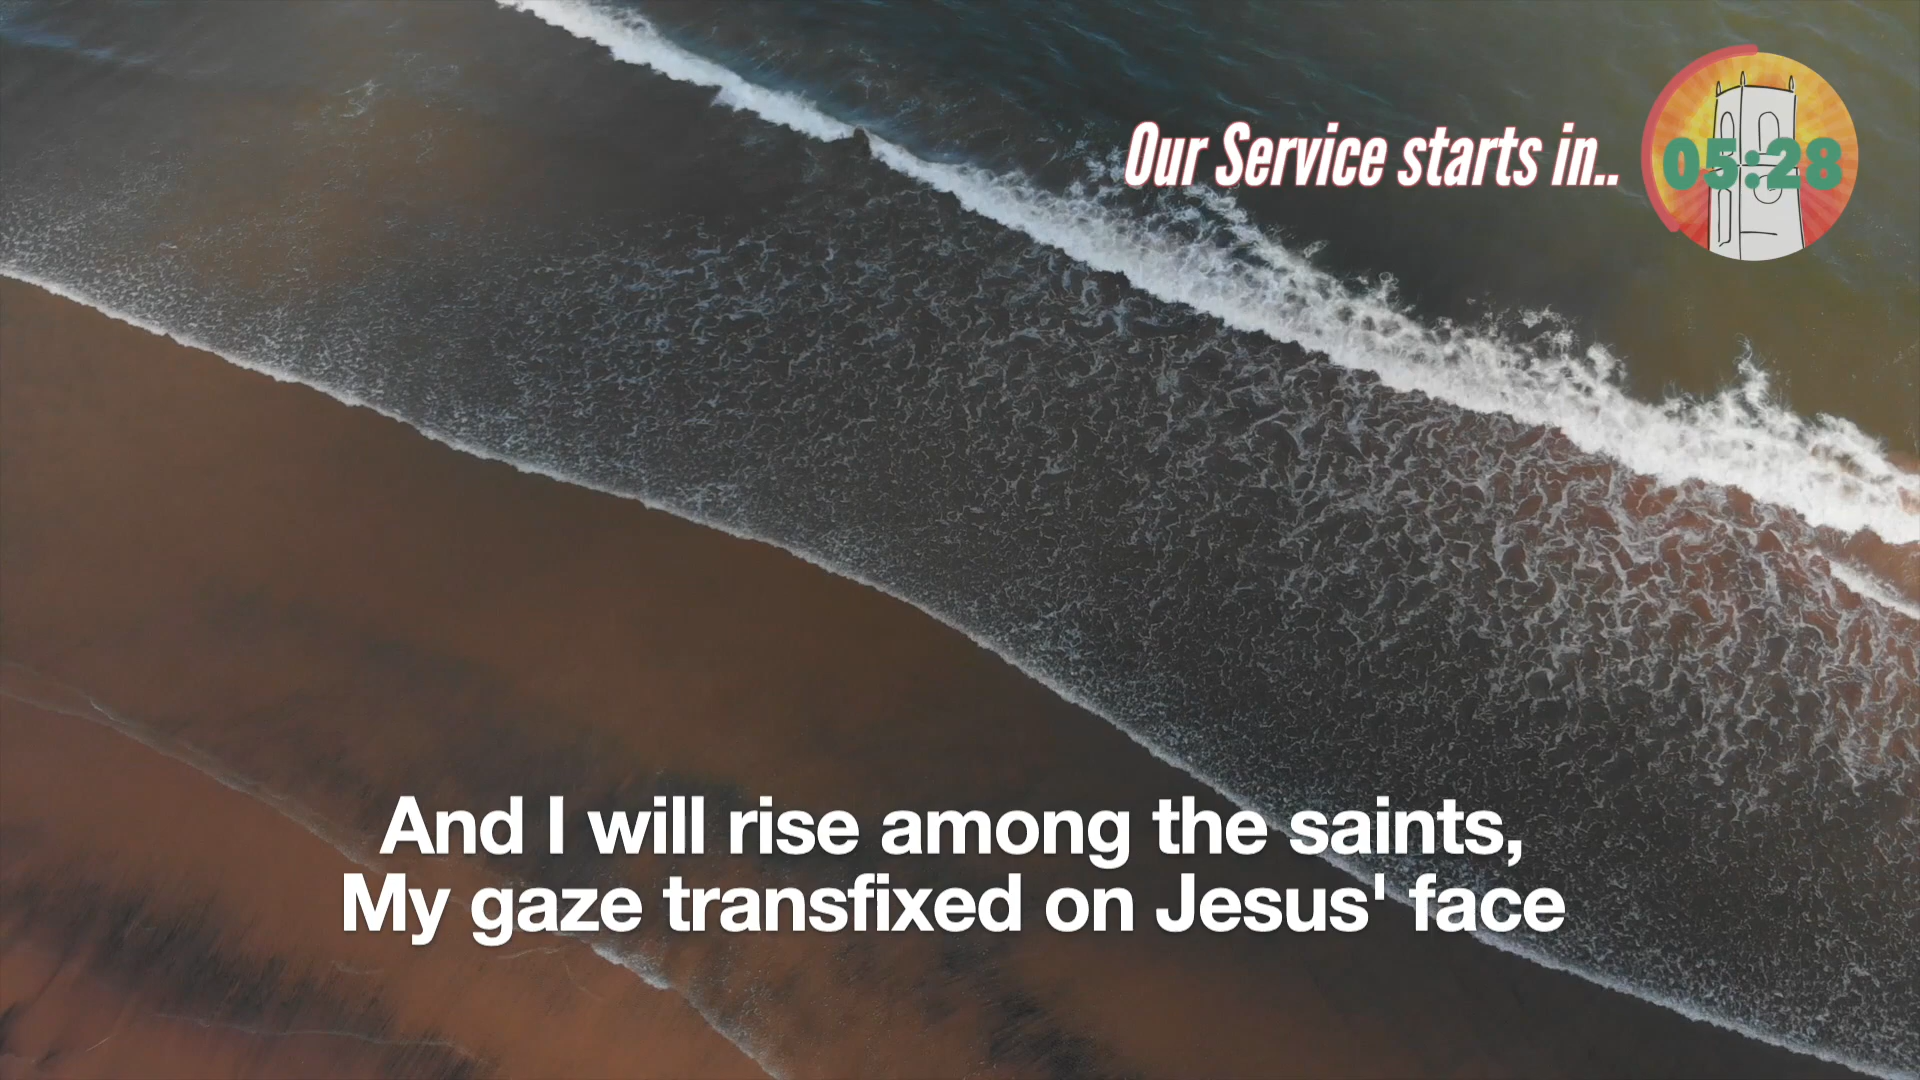 Our Service starts in..
05:28
And I will rise among the saints,
My gaze transfixed on Jesus' face